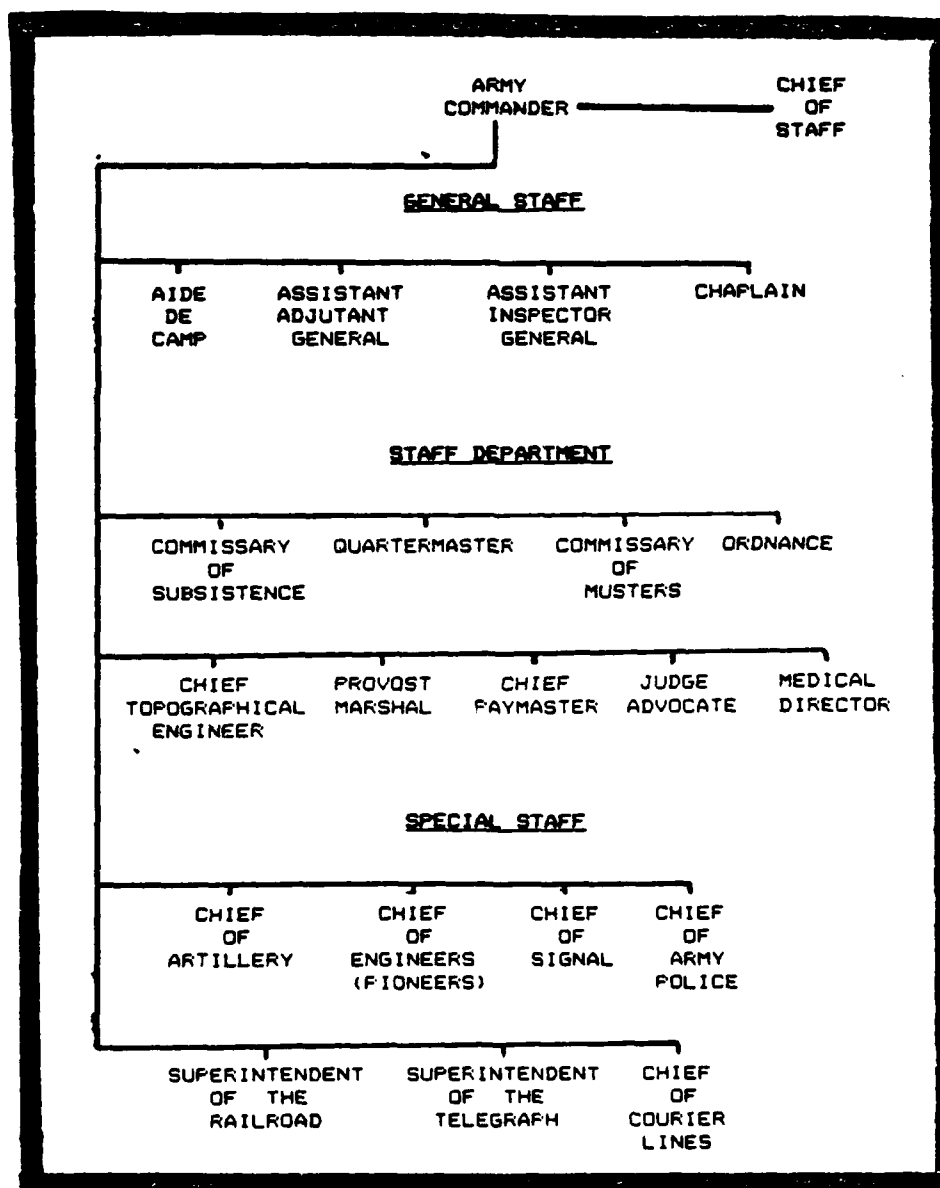 ARMY COMMANDER
CHIEF OF STAFF
GENERAL STAFF
AIDE DE CAMP
ASSISTANT ADJUTANT GENERAL
ASSISTANT INSPECTOR GENERAL
CHAPLAIN
STAFF DEPARTMENT
COMMISSARY OF SUBSISTENCE
QUARTERMASTER
COMMISSARY OF MUSTERS
ORDNANCE
CHIEF TOPOGRAPHICAL ENGINEER
PROVOST MARSHAL
CHIEF PAYMASTER
JUDGE ADVOCATE
MEDICAL DIRECTOR
SPECIAL STAFF
CHIEF OF ARTILLERY
CHIEF OF ENGINEERS (PIONEERS)
CHIEF OF SIGNAL
CHIEF OF ARMY POLICE
SUPERINTENDENT OF THE RAILROAD
SUPERINTENDENT OF THE TELEGRAPH
CHIEF OF COURIER LINES